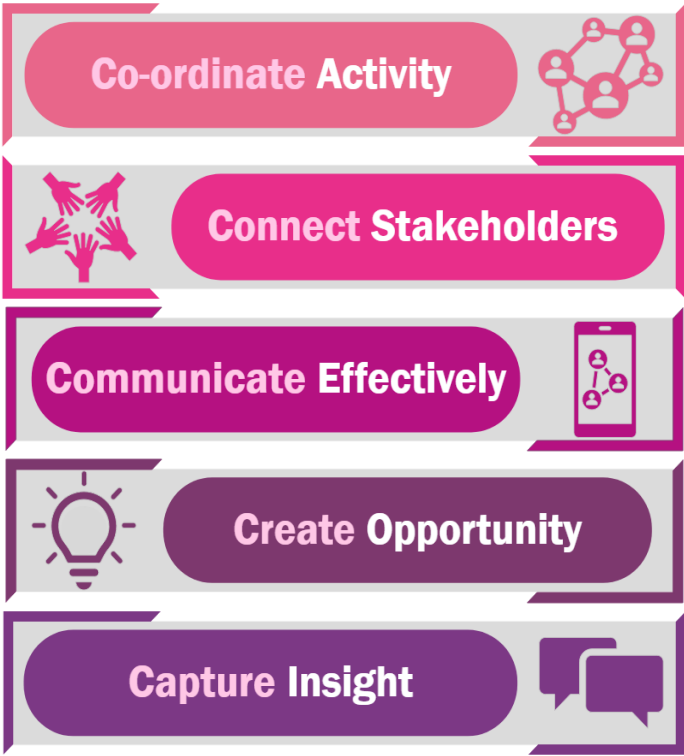 Co-ordinate Activity
Connect Stakeholders
Communicate Effectively
Create Opportunity
Capture Insight